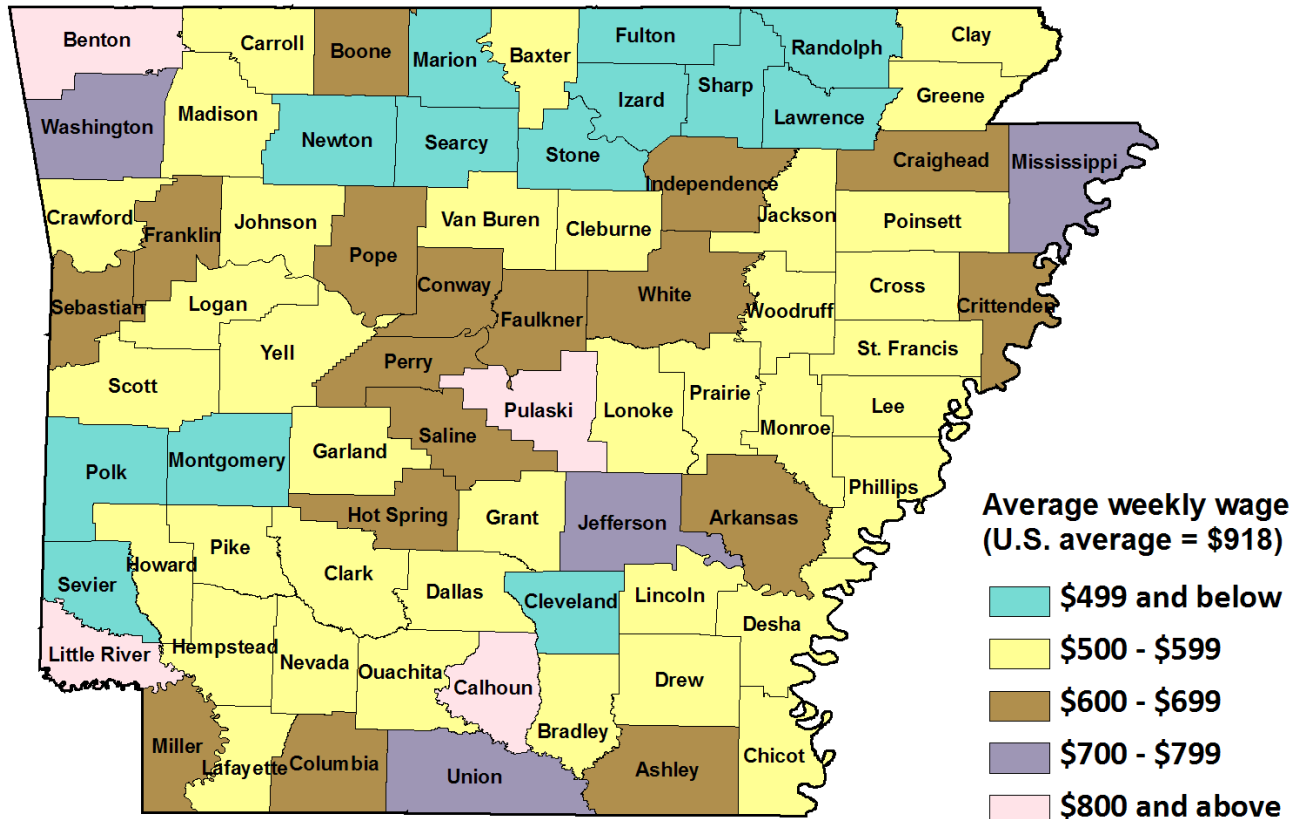 Benton
Carroll
Boone
Marion
Baxter
Fulton
Randolph
Clay
Washington
Madison
Newton
Searcy
Stone
Izard
Sharp
Lawrence
Greene
Craighead
Mississippi
Independence
Jackson
Poinsett
Crawford
Franklin
Johnson
Pope
Van Buren
Cleburne
Sebastian
Logan
Conway
Faulkner
White
Woodruff
Cross
Crittenden
Scott
Yell
Perry
Pulaski
Lonoke
Prairie
St. Francis
Lee
Monroe
Phillips
Polk
Montgomery
Garland
Saline
Hot Spring
Grant
Jefferson
Arkansas
Sevier
Howard
Pike
Clark
Dallas
Cleveland
Lincoln
Desha
Little River
Hempstead
Nevada
Ouachita
Calhoun
Bradley
Drew
Miller
Lafayette
Columbia
Union
Ashley
Chicot
Average weekly wage
(U.S. average = $918)
$499 and below
$500 - $599
$600 - $699
$700 - $799
$800 and above